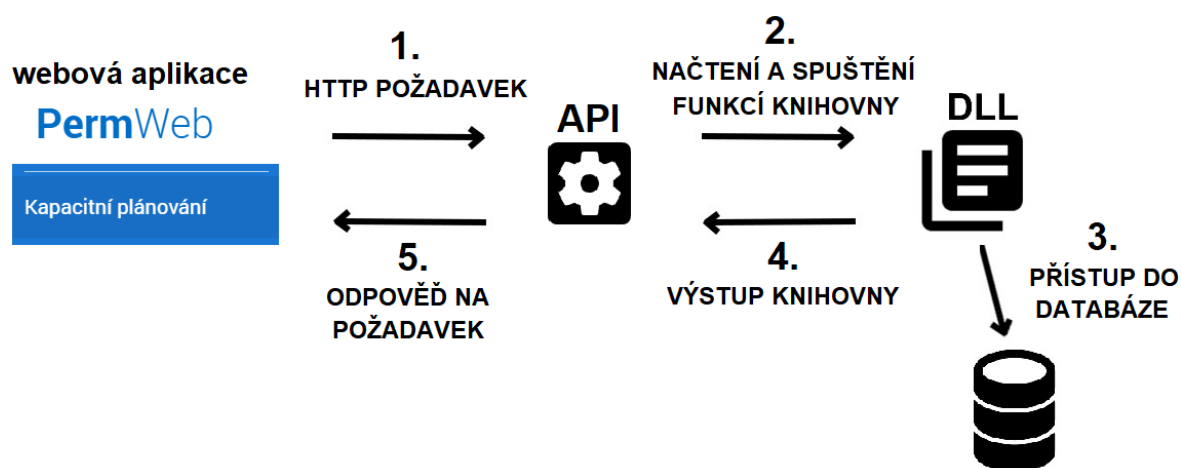 webová aplikace
PermWeb
Kapacitní plánování
1.
HTTP POŽADAVEK
API
2.
NAČTENÍ A SPUŠTĚNÍ
FUNKCÍ KNIHOVNY
DLL
3.
PŘÍSTUP DO
DATABÁZE
4.
VÝSTUP KNIHOVNY
5.
ODPOVĚĎ NA
POŽADAVEK